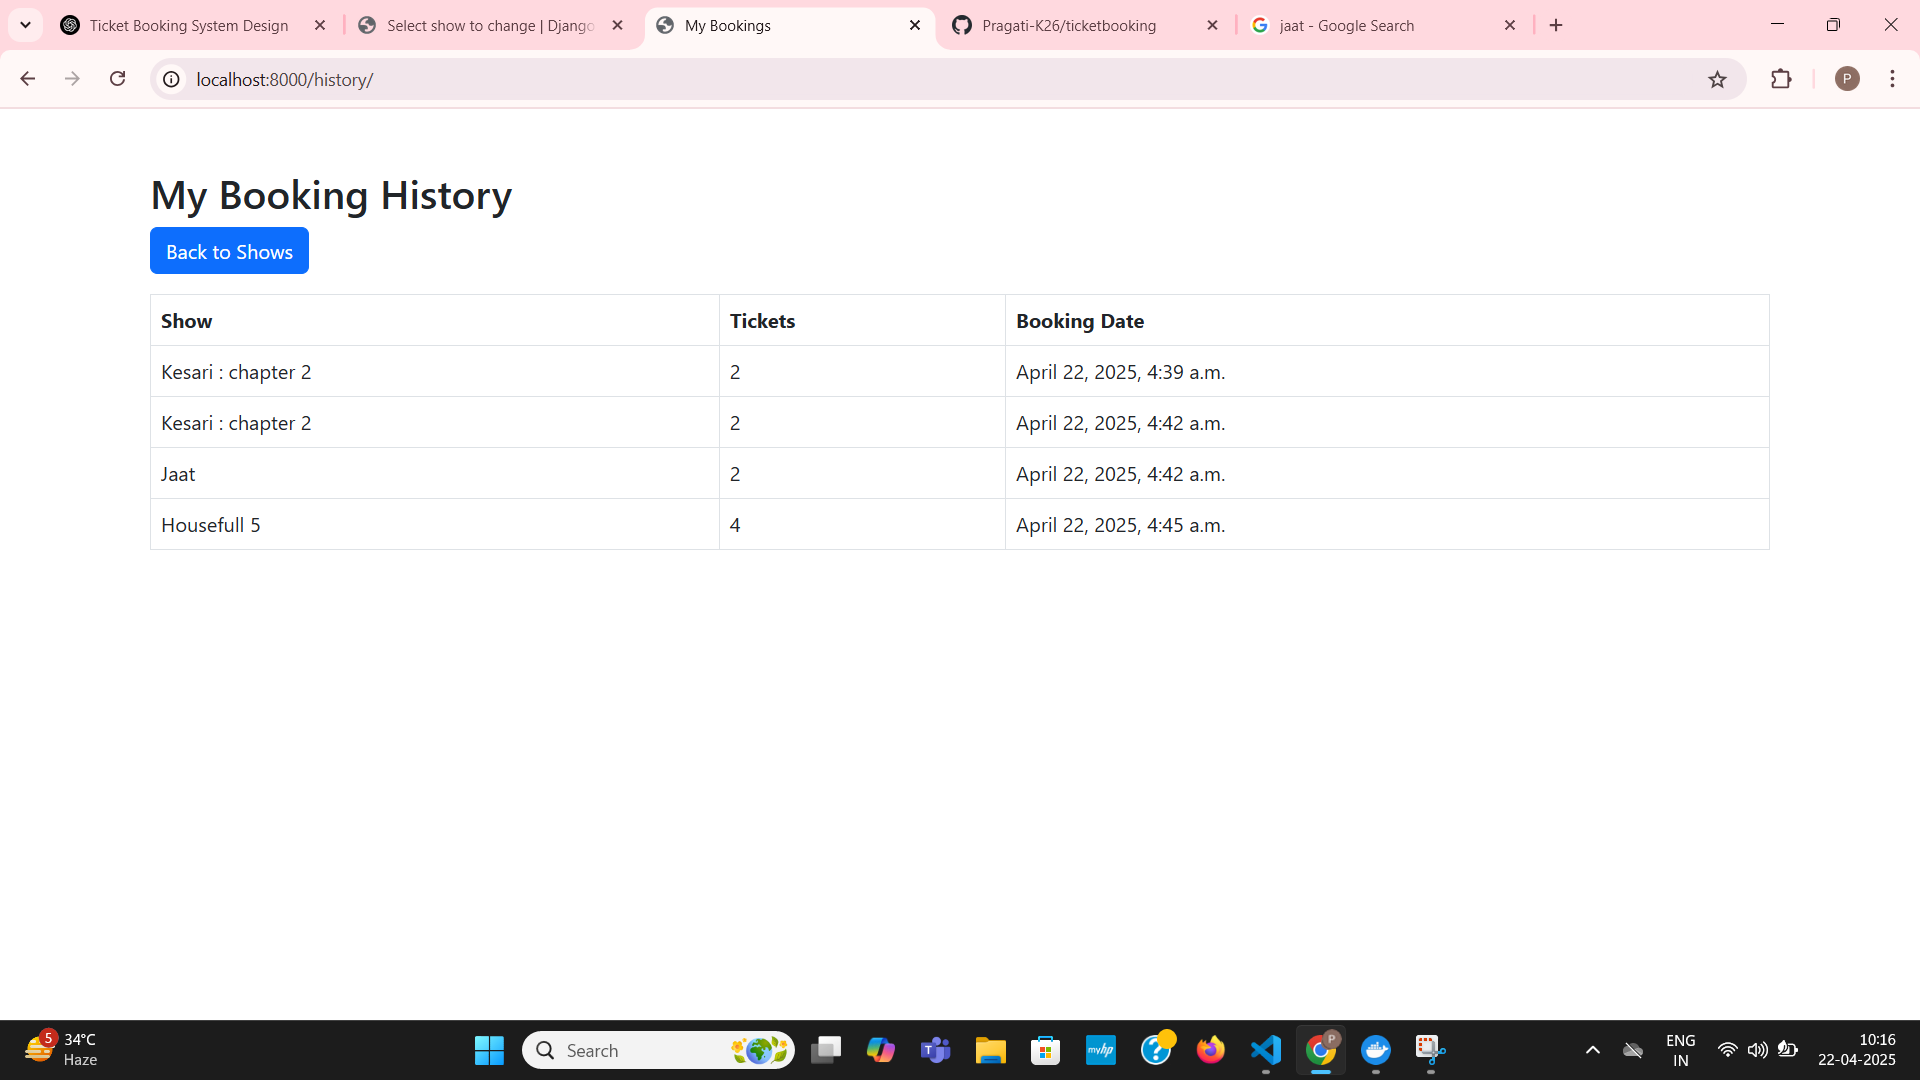 Ticket Booking System Design
Select show to change | Django
My Bookings
Pragati-K26/ticketbooking
jaat - Google Search
localhost:8000/history/
P
My Booking History
Back to Shows
Show Tickets Booking Date
Kesari : chapter 2 2 April 22, 2025, 4:39 a.m.
Kesari : chapter 2 2 April 22, 2025, 4:42 a.m.
Jaat 2 April 22, 2025, 4:42 a.m.
Housefull 5 4 April 22, 2025, 4:45 a.m.
5
34°C
Haze
Search
T
myhp
?
P
ENG
IN
10:16
22-04-2025